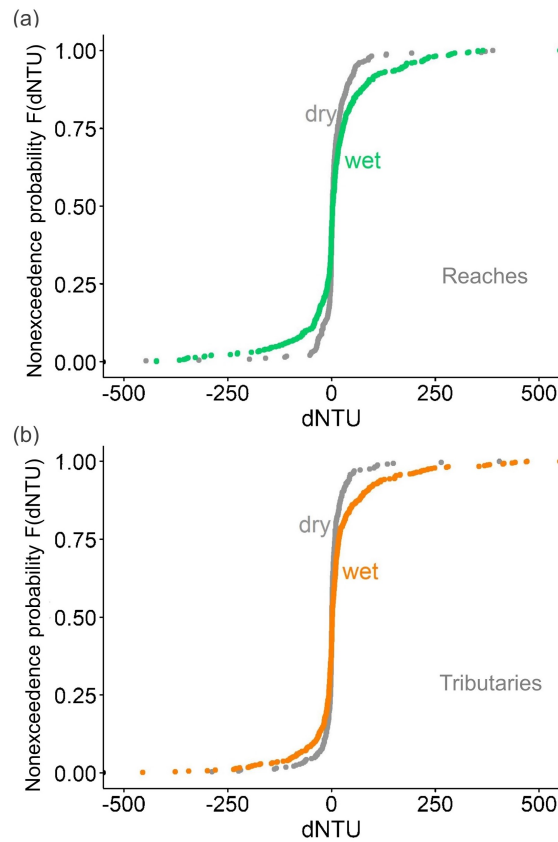 (a)
Nonexceedence probability F(dNTU)
1.00
0.75
0.50
0.25
0.00
dry
wet
Reaches
-500
-250
0
250
500
dNTU
(b)
Nonexceedence probability F(dNTU)
1.00
0.75
0.50
0.25
0.00
dry
wet
Tributaries
-500
-250
0
250
500
dNTU